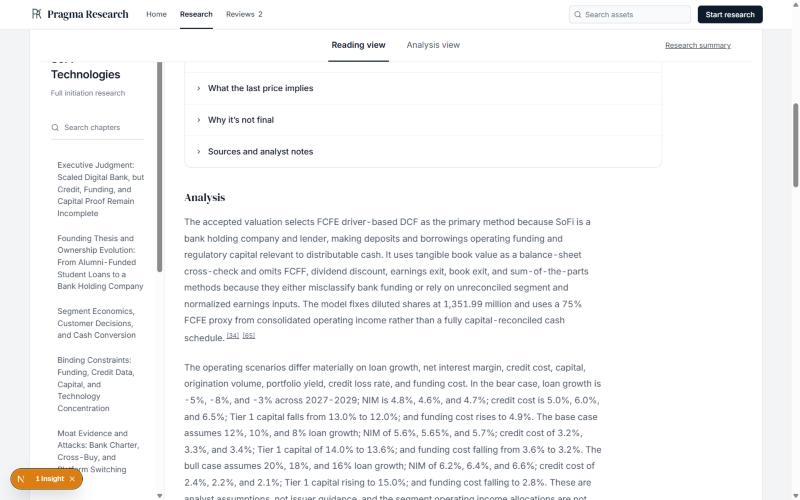 Pragma Research
Home
Research
Reviews 2
Search assets
Start research
Reading view
Analysis view
Research summary
Technologies
Full initiation research
Search chapters
Executive Judgment:
Scaled Digital Bank, but
Credit, Funding, and
Capital Proof Remain
Incomplete
Founding Thesis and
Ownership Evolution:
From Alumni-Funded
Student Loans to a
Bank Holding Company
Segment Economics,
Customer Decisions,
and Cash Conversion
Binding Constraints:
Funding, Credit Data,
Capital, and
Technology
Concentration
Moat Evidence and
Attacks: Bank Charter,
Cross-Buy, and
Platform Switching
1 Insight
What the last price implies
Why it's not final
Sources and analyst notes
Analysis
The accepted valuation selects FCFE driver-based DCF as the primary method because SoFi is a
bank holding company and lender, making deposits and borrowings operating funding and
regulatory capital relevant to distributable cash. It uses tangible book value as a balance-sheet
cross-check and omits FCFF, dividend discount, earnings exit, book exit, and sum-of-the-parts
methods because they either misclassify bank funding or rely on unreconciled segment and
normalized earnings inputs. The model fixes diluted shares at 1,351.99 million and uses a 75%
FCFE proxy from consolidated operating income rather than a fully capital-reconciled cash
schedule. [34] [65]
The operating scenarios differ materially on loan growth, net interest margin, credit cost, capital,
origination volume, portfolio yield, credit loss rate, and funding cost. In the bear case, loan growth is
-5%, -8%, and -3% across 2027-2029; NIM is 4.8%, 4.6%, and 4.7%; credit cost is 5.0%, 6.0%,
and 6.5%; Tier 1 capital falls from 13.0% to 12.0%; and funding cost rises to 4.9%. The base case
assumes 12%, 10%, and 8% loan growth; NIM of 5.6%, 5.65%, and 5.7%; credit cost of 3.2%,
3.3%, and 3.4%; Tier 1 capital of 14.0% to 13.6%; and funding cost falling from 3.6% to 3.2%. The
bull case assumes 20%, 18%, and 16% loan growth; NIM of 6.2%, 6.4%, and 6.6%; credit cost of
2.4%, 2.2%, and 2.1%; Tier 1 capital rising to 15.0%; and funding cost falling to 2.8%. These are
analyst assumptions, not issuer guidance, and the segment operating income allocations are not